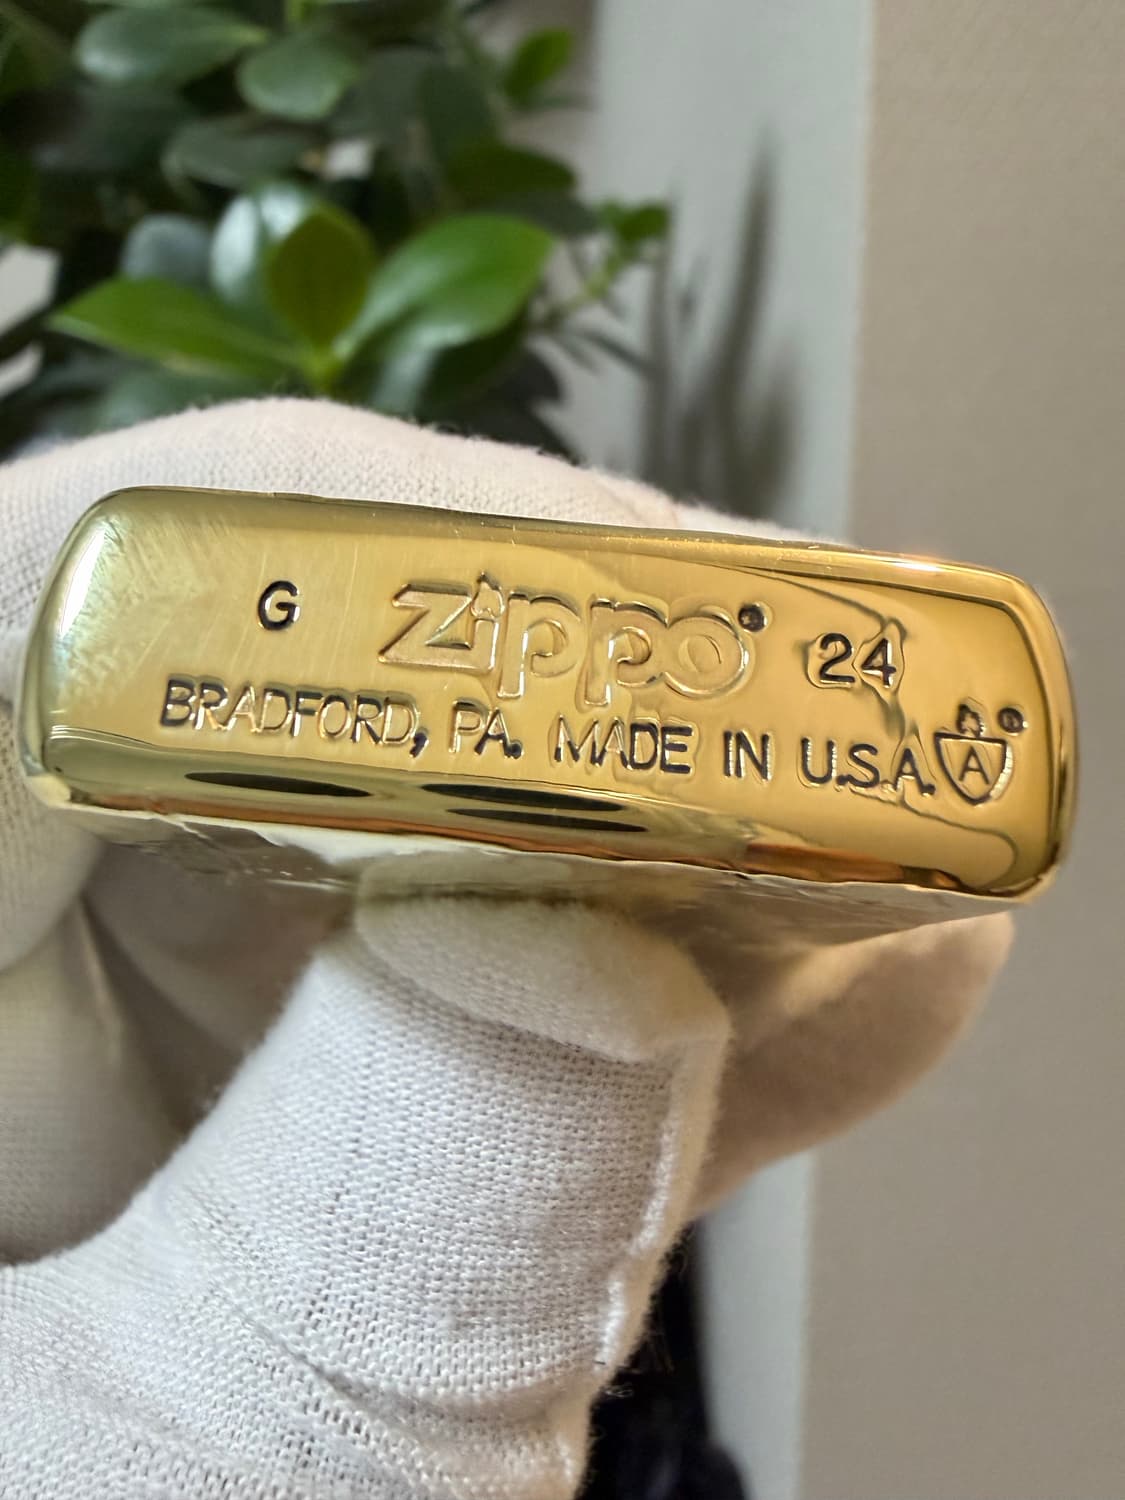 G zippo® 24
BRADFORD, PA. MADE IN U.S.A. A®